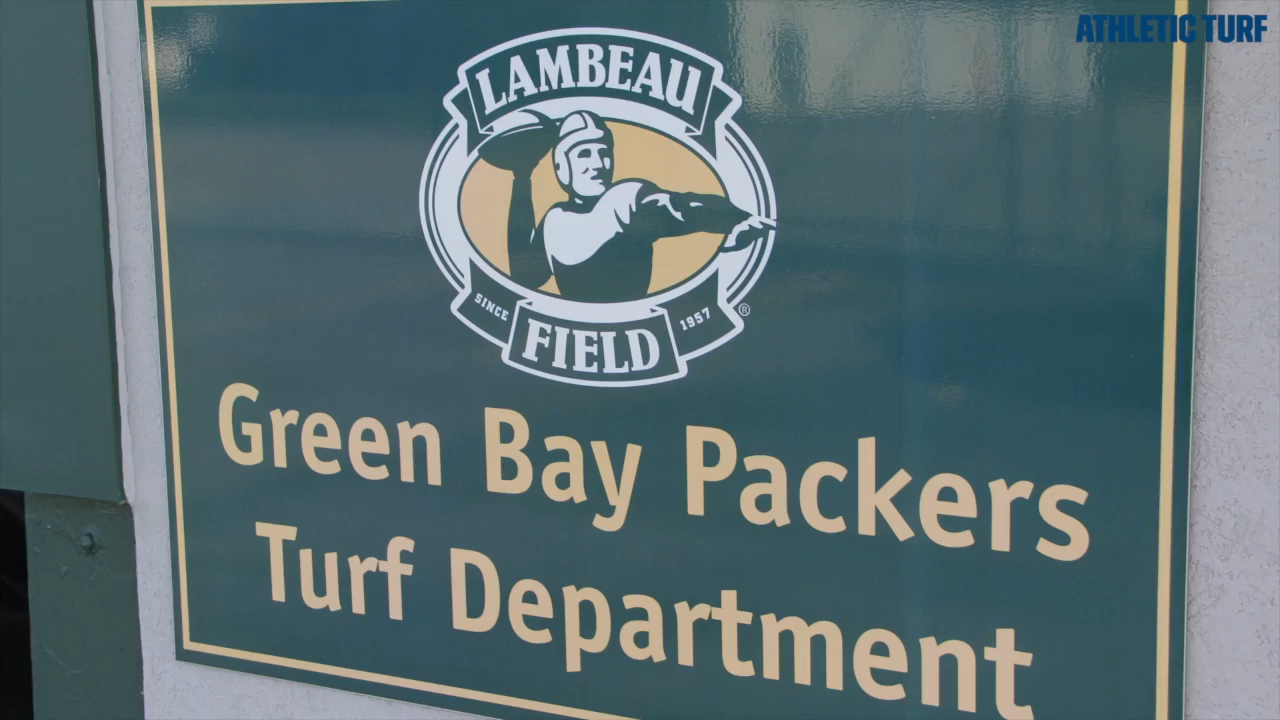 ATHLETIC TURF
LAMBEAU
SINCE 1957
FIELD
®
Green Bay Packers
Turf Department